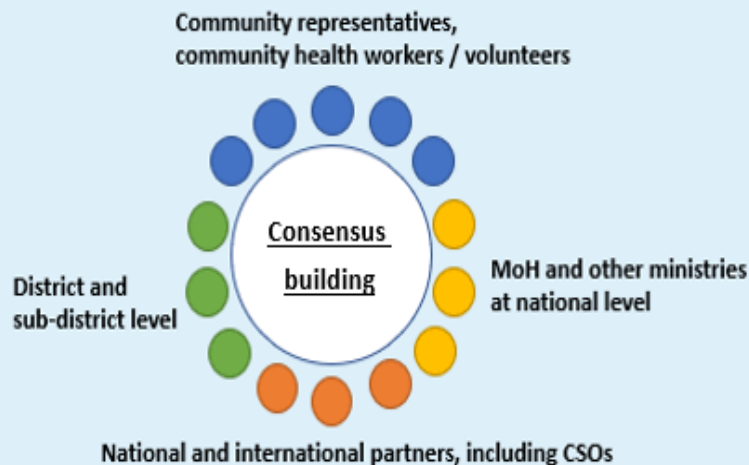 Community representatives,
community health workers / volunteers
Consensus
building
District and
sub-district level
MoH and other ministries
at national level
National and international partners, including CSOs